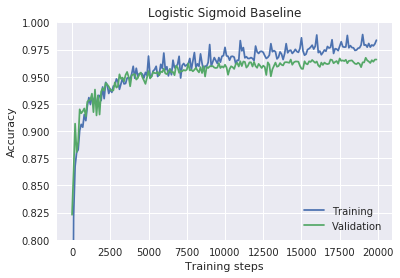 Logistic Sigmoid Baseline
1.000
0.975
0.950
0.925
0.900
0.875
0.850
0.825
0.800
Accuracy
Training
Validation
0 2500 5000 7500 10000 12500 15000 17500 20000
Training steps